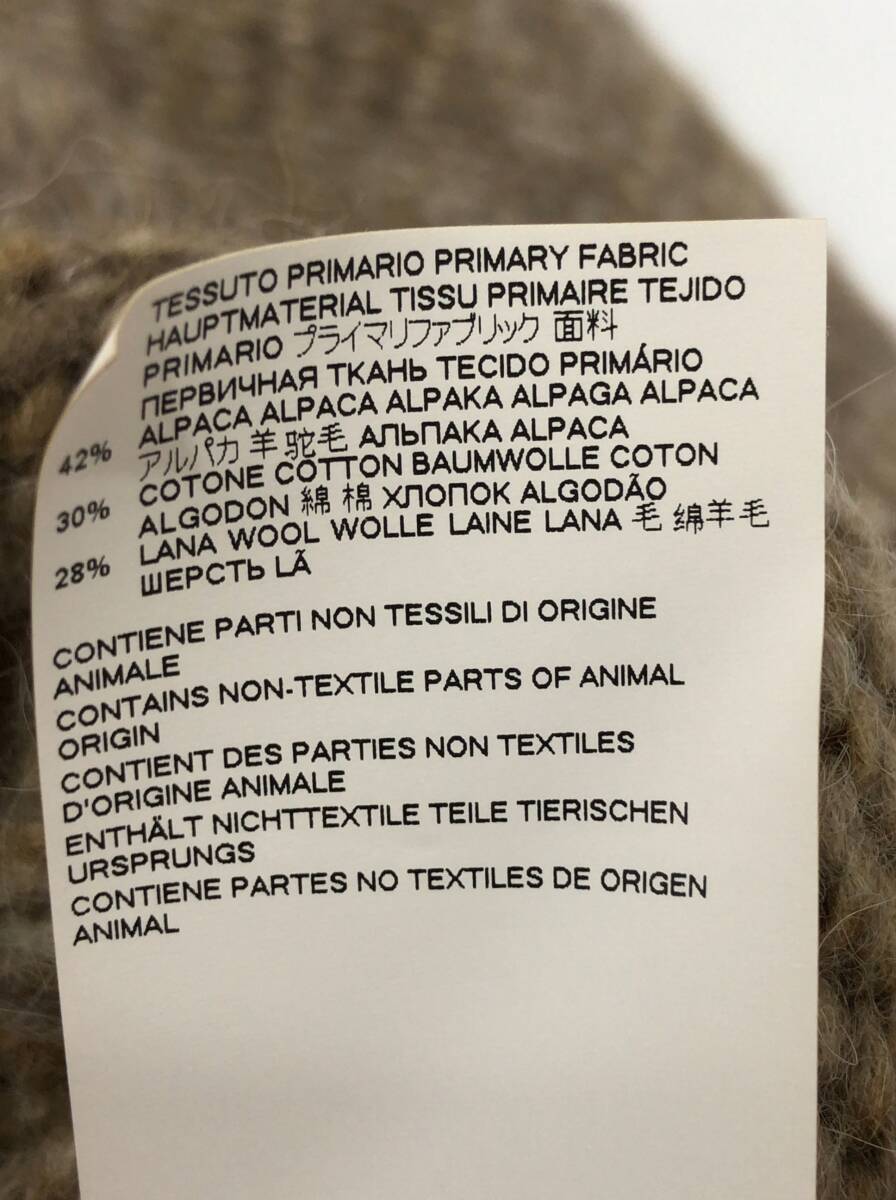 TESSUTO PRIMARIO PRIMARY FABRIC
HAUPTMATERIAL TISSU PRIMAIRE TEJIDO
PRIMARIO プライマリファブリック 面料
ПЕРВИЧНАЯ ТКАНЬ TECIDO PRIMÁRIO
42% ALPACA ALPACA ALPAKA ALPAGA ALPACA
アルパカ 羊驼毛 АЛЬПАКА ALPACA
30% COTONE COTTON BAUMWOLLE COTON
ALGODON 綿 棉 ХЛОПОК ALGODÃO
28% LANA WOOL WOLLE LAINE LANA 毛 绵羊毛
ШЕРСТЬ LÃ
CONTIENE PARTI NON TESSILI DI ORIGINE
ANIMALE
CONTAINS NON-TEXTILE PARTS OF ANIMAL
ORIGIN
CONTIENT DES PARTIES NON TEXTILES
D'ORIGINE ANIMALE
ENTHÄLT NICHTTEXTILE TEILE TIERISCHEN
URSPRUNGS
CONTIENE PARTES NO TEXTILES DE ORIGEN
ANIMAL